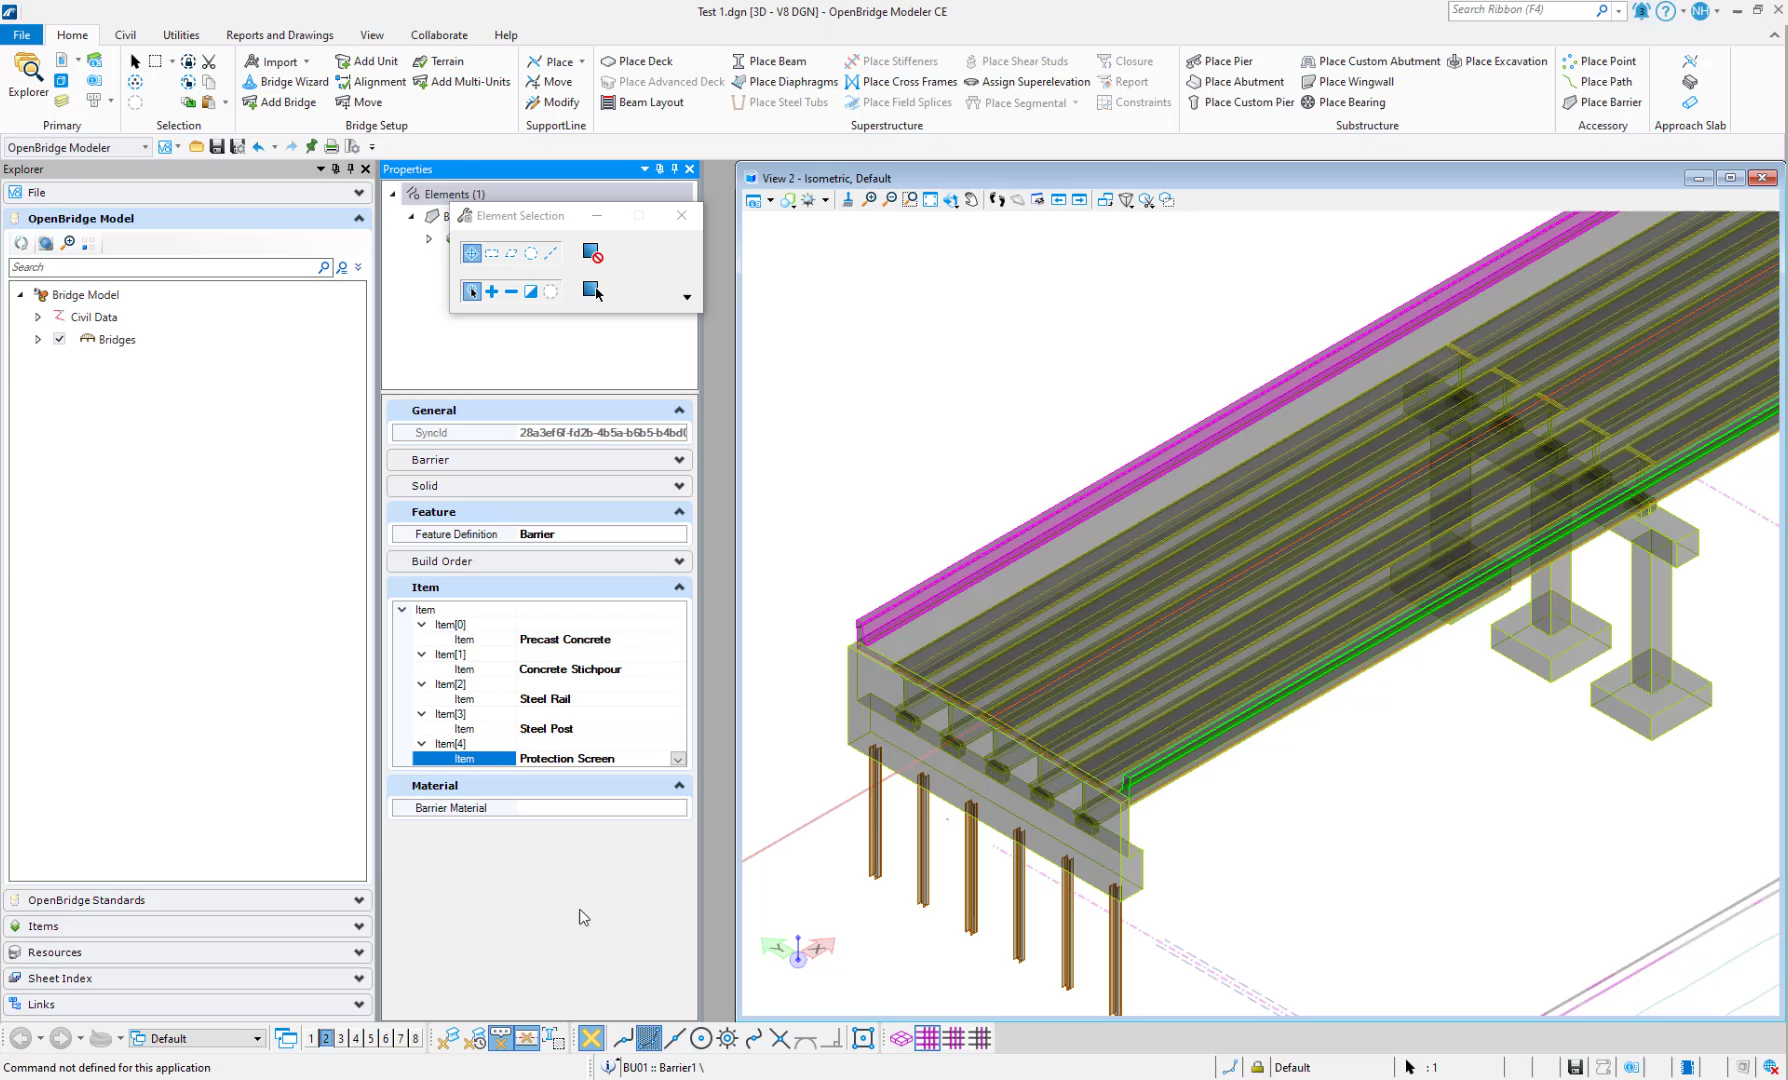 Test 1.dgn [3D - V8 DGN] - OpenBridge Modeler CE
Search Ribbon (F4)
NH
File
Home
Civil
Utilities
Reports and Drawings
View
Collaborate
Help
Explorer
Primary
Selection
Import
Bridge Wizard
Add Bridge
Add Unit
Alignment
Move
Terrain
Add Multi-Units
Bridge Setup
Place
Move
Modify
SupportLine
Place Deck
Place Advanced Deck
Beam Layout
Place Beam
Place Diaphragms
Place Steel Tubs
Place Stiffeners
Place Cross Frames
Place Field Splices
Place Shear Studs
Assign Superelevation
Place Segmental
Closure
Report
Constraints
Superstructure
Place Pier
Place Abutment
Place Custom Pier
Place Custom Abutment
Place Wingwall
Place Bearing
Place Excavation
Substructure
Place Point
Place Path
Place Barrier
Accessory
Approach Slab
OpenBridge Modeler
Explorer
File
OpenBridge Model
Search
Bridge Model
Civil Data
Bridges
OpenBridge Standards
Items
Resources
Sheet Index
Links
Properties
Elements (1)
B
Element Selection
General
SyncId 28a3ef6f-fd2b-4b5a-b6b5-b4bd
Barrier
Solid
Feature
Feature Definition Barrier
Build Order
Item
Item
Item[0]
Item Precast Concrete
Item[1]
Item Concrete Stichpour
Item[2]
Item Steel Rail
Item[3]
Item Steel Post
Item[4]
Item Protection Screen
Material
Barrier Material
View 2 - Isometric, Default
Default
1 2 3 4 5 6 7 8
Command not defined for this application
BU01 :: Barrier1 \
Default
: 1